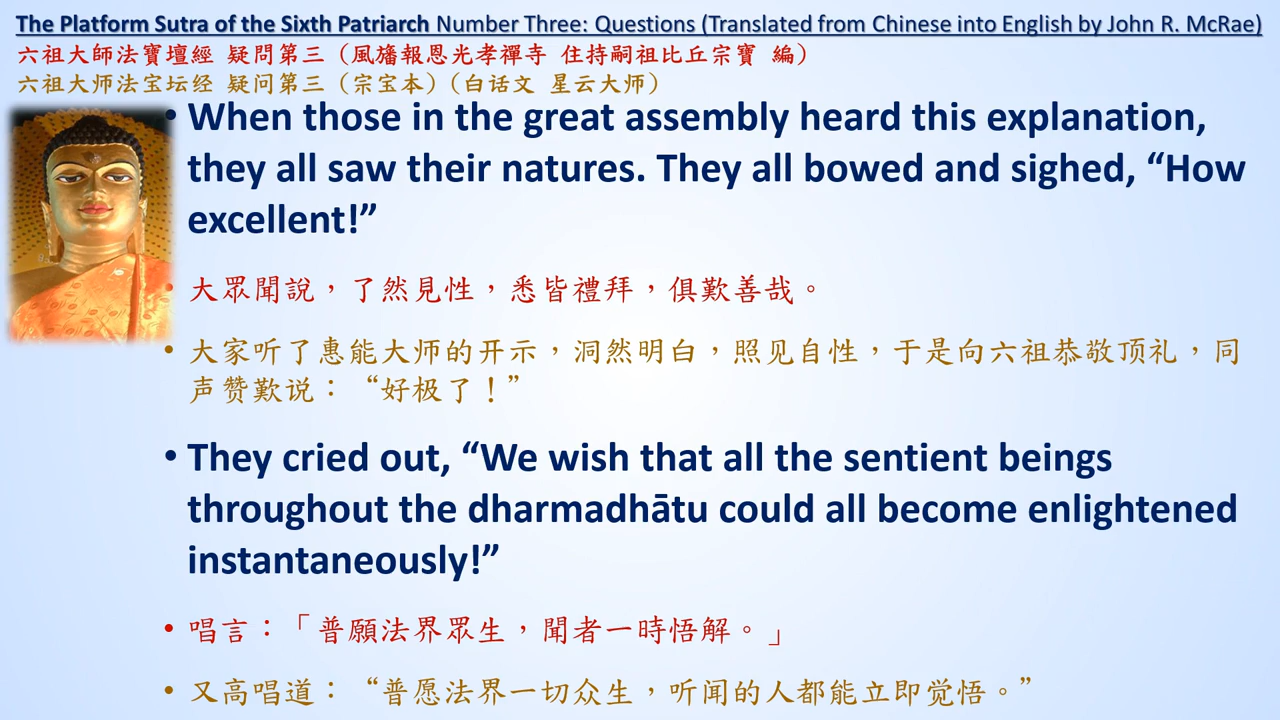 The Platform Sutra of the Sixth Patriarch Number Three: Questions (Translated from Chinese into English by John R. McRae)
六祖大師法寶壇經 疑問第三（風旛報恩光孝禪寺 住持嗣祖比丘宗寶 編）
六祖大师法宝坛经 疑问第三（宗宝本）（白话文 星云大师）
• When those in the great assembly heard this explanation,
they all saw their natures. They all bowed and sighed, “How
excellent!”
• 大眾聞說，了然見性，悉皆禮拜，俱歎善哉。
• 大家听了惠能大师的开示，洞然明白，照见自性，于是向六祖恭敬顶礼，同
声赞歎说：“好极了！”
• They cried out, “We wish that all the sentient beings
throughout the dharmadhātu could all become enlightened
instantaneously!”
• 唱言：「普願法界眾生，聞者一時悟解。」
• 又高唱道：“普愿法界一切众生，听闻的人都能立即觉悟。”